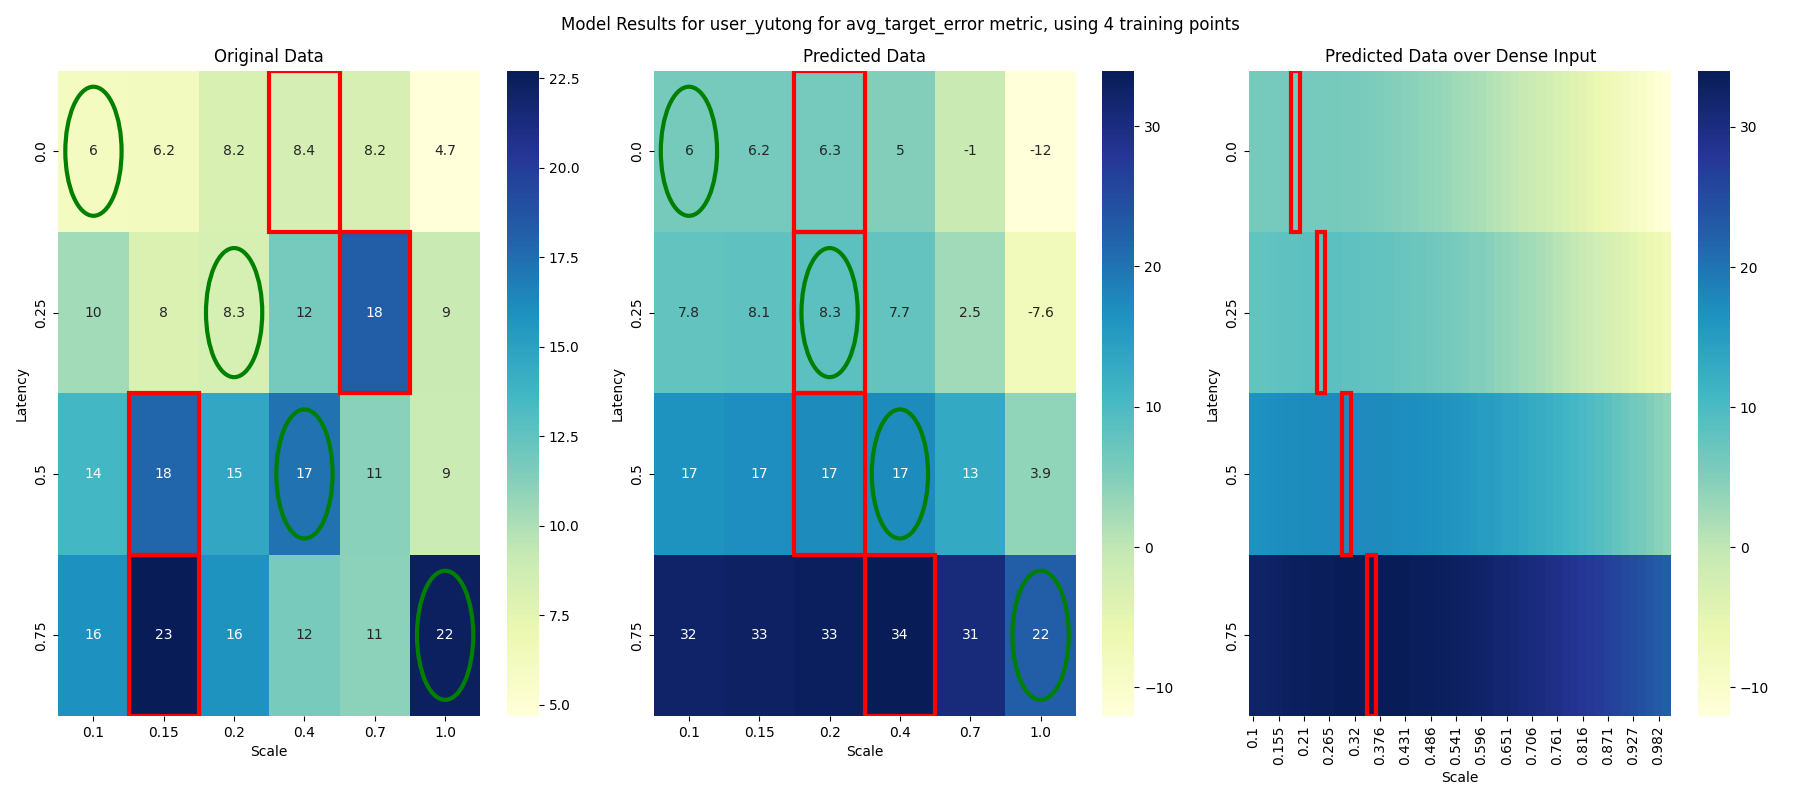 Model Results for user_yutong for avg_target_error metric, using 4 training points
Original Data
Latency
0.0 6 6.2 8.2 8.4 8.2 4.7
0.25 10 8 8.3 12 18 9
0.5 14 18 15 17 11 9
0.75 16 23 16 12 11 22
0.1 0.15 0.2 0.4 0.7 1.0
Scale
22.5
20.0
17.5
15.0
12.5
10.0
7.5
5.0
Predicted Data
Latency
0.0 6 6.2 6.3 5 -1 -12
0.25 7.8 8.1 8.3 7.7 2.5 -7.6
0.5 17 17 17 17 13 3.9
0.75 32 33 33 34 31 22
0.1 0.15 0.2 0.4 0.7 1.0
Scale
30
20
10
0
−10
Predicted Data over Dense Input
Latency
0.0
0.25
0.5
0.75
0.1 0.155 0.21 0.265 0.32 0.376 0.431 0.486 0.541 0.596 0.651 0.706 0.761 0.816 0.871 0.927 0.982
Scale
30
20
10
0
−10